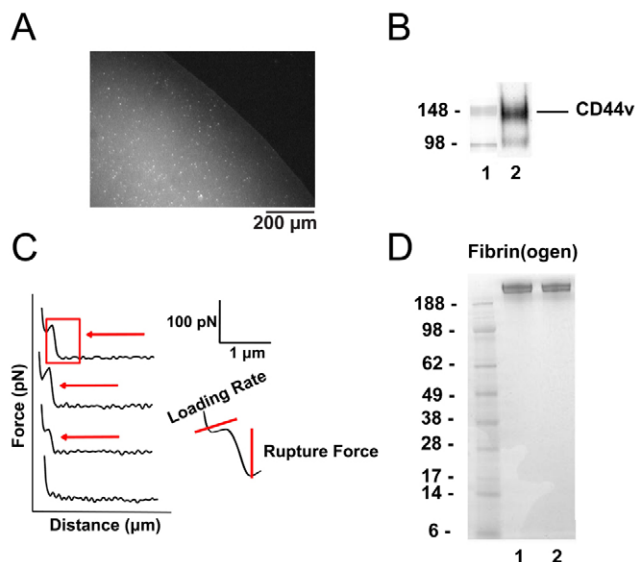 A
200 µm
B
148 -
98 -
CD44v
1 2
C
Force (pN)
Distance (µm)
100 pN
1 µm
Loading Rate
Rupture Force
D
Fibrin(ogen)
188 -
98 -
62 -
49 -
38 -
28 -
17 -
14 -
6 -
1 2